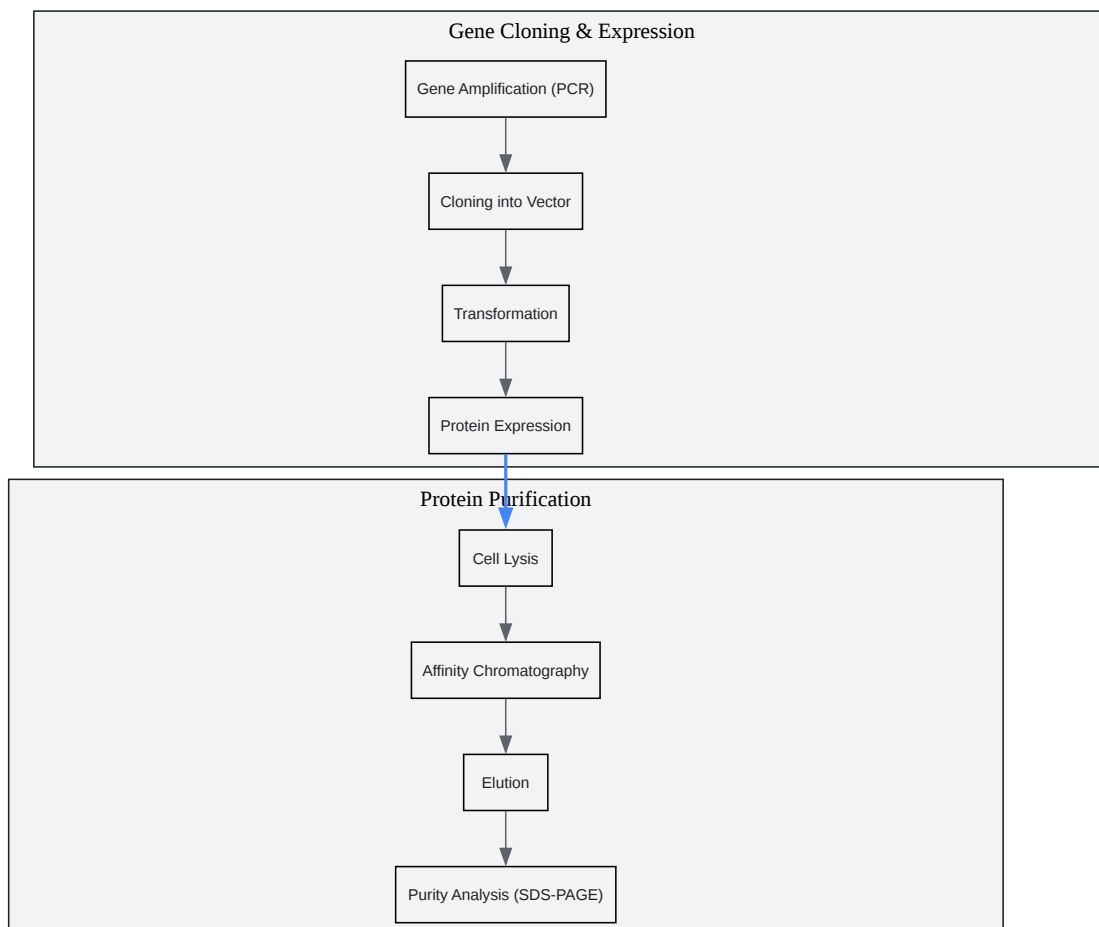 Gene Cloning & Expression
Gene Amplification (PCR)
Cloning into Vector
Transformation
Protein Expression
Protein Purification
Cell Lysis
Affinity Chromatography
Elution
Purity Analysis (SDS-PAGE)